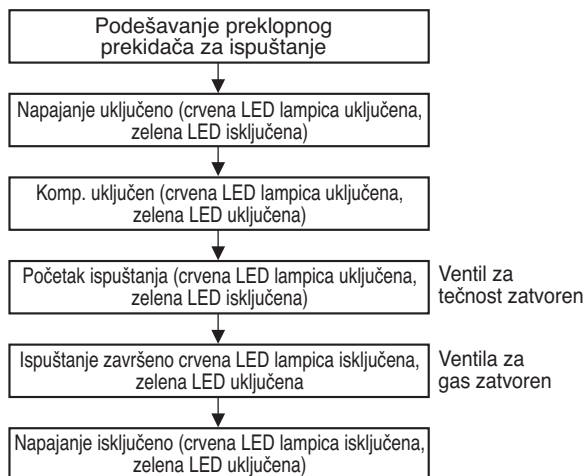 Podešavanje preklopnog
prekidača za ispuštanje
Napajanje uključeno (crvena LED lampica uključena,
zelena LED isključena)
Komp. uključen (crvena LED lampica uključena,
zelena LED uključena)
Početak ispuštanja (crvena LED lampica uključena,
zelena LED isključena)
Ventil za
tečnost zatvoren
Ispuštanje završeno crvena LED lampica isključena,
zelena LED uključena
Ventila za
gas zatvoren
Napajanje isključeno (crvena LED lampica isključena,
zelena LED uključena)